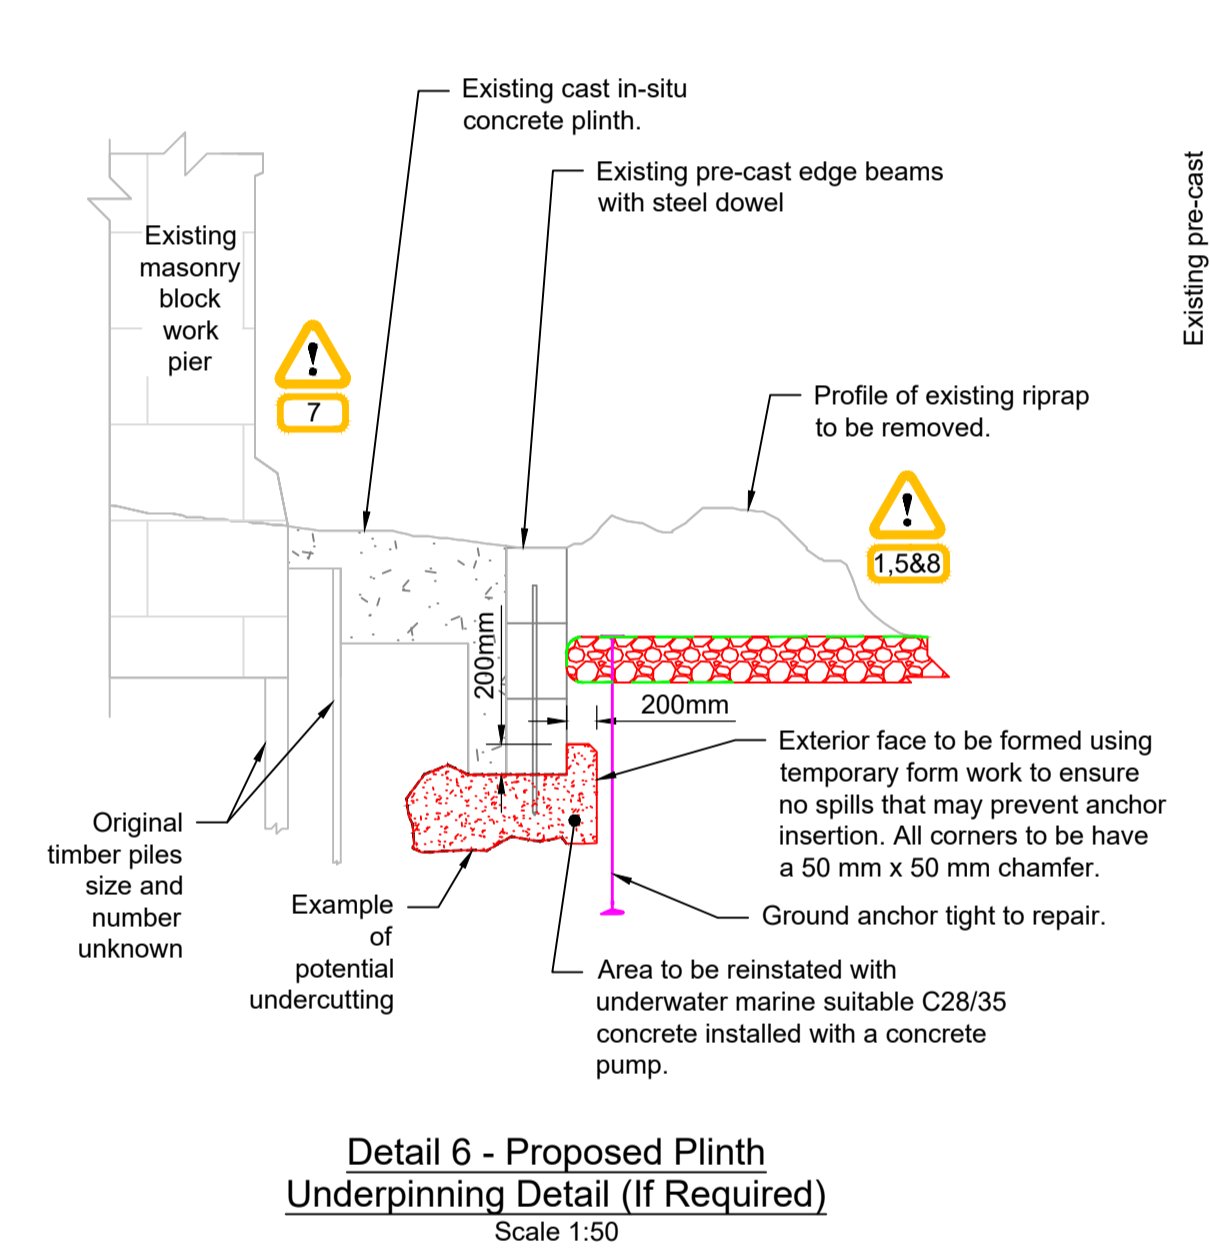 Existing cast in-situ
concrete plinth.
Existing pre-cast edge beams
with steel dowel
Existing pre-cast
Existing
masonry
block
work
pier
7
Profile of existing riprap
to be removed.
1,5&8
200mm
200mm
Exterior face to be formed using
temporary form work to ensure
no spills that may prevent anchor
insertion. All corners to be have
a 50 mm x 50 mm chamfer.
Original
timber piles
size and
number
unknown
Example
of
potential
undercutting
Ground anchor tight to repair.
Area to be reinstated with
underwater marine suitable C28/35
concrete installed with a concrete
pump.
Detail 6 - Proposed Plinth
Underpinning Detail (If Required)
Scale 1:50